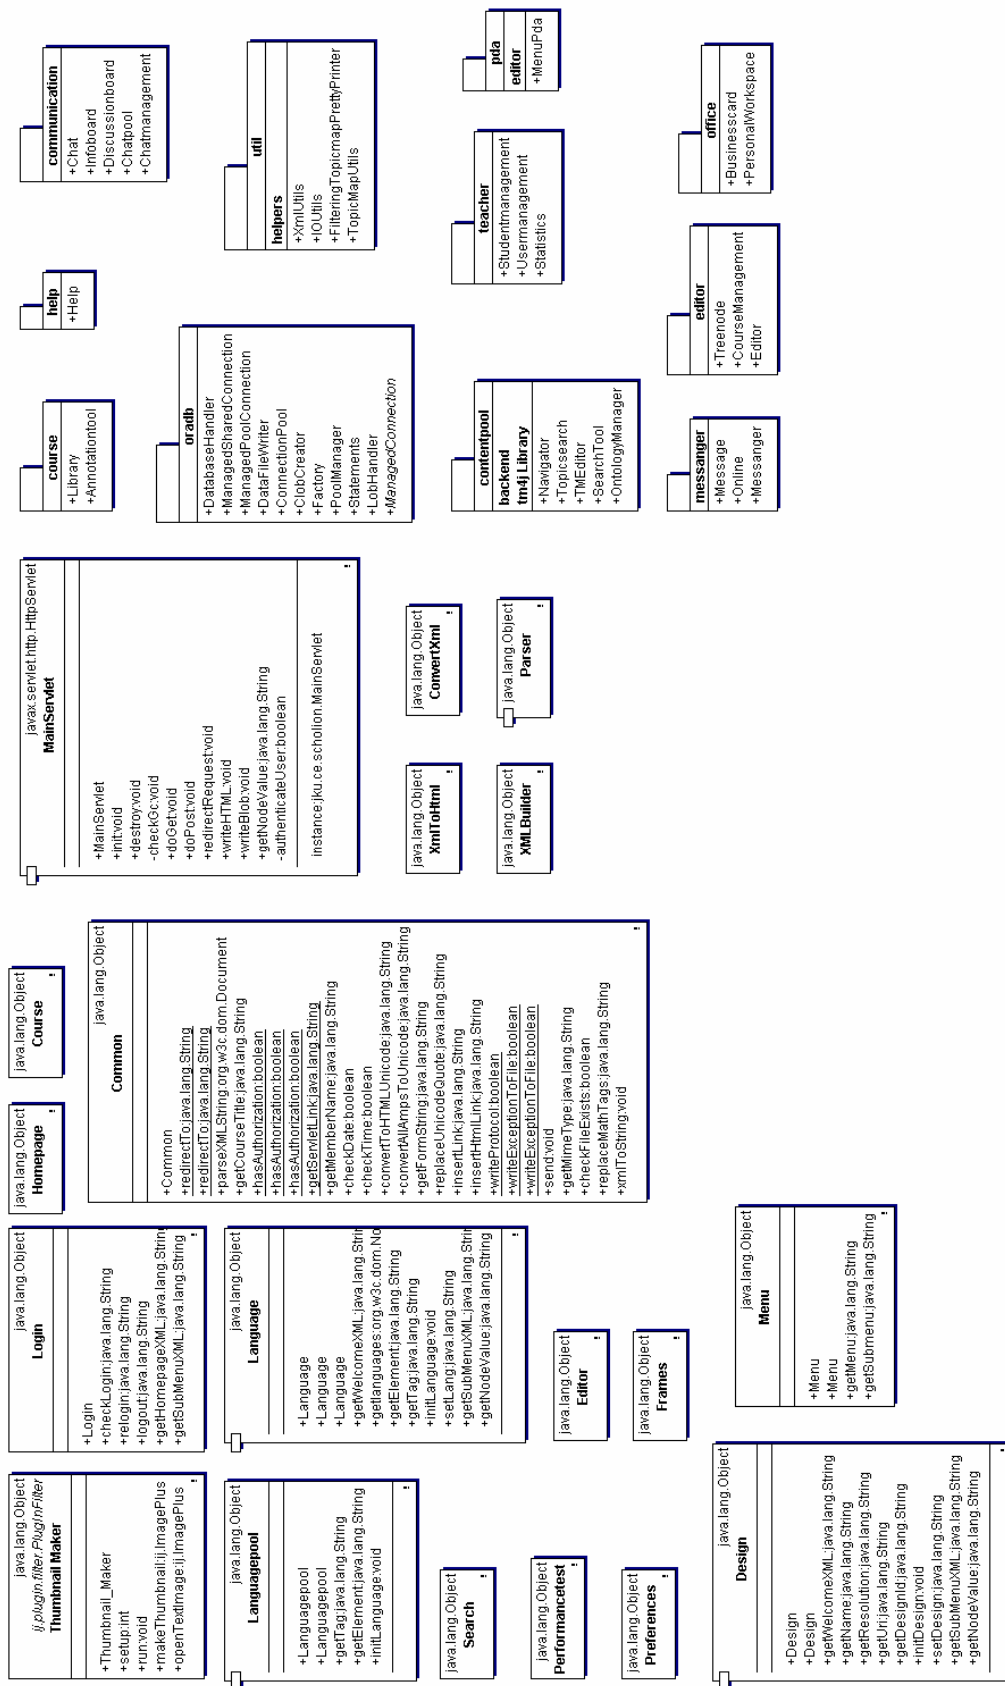 java.lang.Object
ij.plugin.filter.PlugInFilter
Thumbnail Maker
+Thumbnail_Maker
+setup:int
+run:void
+makeThumbnail:ij.ImagePlus
+openTextImage:ij.ImagePlus
java.lang.Object
Login
+Login
+checkLogin:java.lang.String
+relogin:java.lang.String
logout:java.lang.String
+getHomepageXML:java.lang.String
+getSubMenuXML:java.lang.String
java.lang.Object
Homepage
java.lang.Object
Course
javax.servlet.http.HttpServlet
MainServlet
+MainServlet
+init:void
+destroy:void
-checkGc:void
+doGet:void
+doPost:void
+redirectRequest:void
+writeHTML:void
+writeBlob:void
+getNodeValue:java.lang.String
-authenticateUser:boolean
instance:jku.ce.scholion.MainServlet
course
+Library
+Annotationtool
help
+Help
communication
+Chat
+Infoboard
+Discussionboard
+Chatpool
+Chatmanagement
java.lang.Object
Languagepool
+Languagepool
+Languagepool
+getTag:java.lang.String
+getElement:java.lang.String
+initLanguage:void
java.lang.Object
Language
+Language
+Language
+Language
+getWelcomeXML:java.lang.Strin
+getlanguages:org.w3c.dom.No
+getElement:java.lang.String
+getTag:java.lang.String
+initLanguage:void
+setLang:java.lang.String
+getSubMenuXML:java.lang.String
+getNodeValue:java.lang.String
java.lang.Object
Common
+Common
+redirectTo:java.lang.String
+redirectTo:java.lang.String
+parseXMLString:org.w3c.dom.Document
+getCourseTitle:java.lang.String
+hasAuthorization:boolean
+hasAuthorization:boolean
+hasAuthorization:boolean
+getServletLink:java.lang.String
+getMemberName:java.lang.String
+checkDate:boolean
+checkTime:boolean
+convertToHTMLUnicode:java.lang.String
+convertAllAmpsToUnicode:java.lang.String
+getFormString:java.lang.String
+replaceUnicodeQuote:java.lang.String
+insertLink:java.lang.String
+insertHtmlLink:java.lang.String
+writeProtocol:boolean
+writeExceptionToFile:boolean
+writeExceptionToFile:boolean
+send:void
+getMimeType:java.lang.String
+checkFileExists:boolean
+replaceMathTags:java.lang.String
+xmlToString:void
oradb
+DatabaseHandler
+ManagedSharedConnection
+ManagedPoolConnection
+DataFileWriter
+ConnectionPool
+ClobCreator
+Factory
+PoolManager
+Statements
+LobHandler
+ManagedConnection
util
helpers
+XmlUtils
+IOUtils
+FilteringTopicmapPrettyPrinter
+TopicMapUtils
java.lang.Object
XmlToHtml
java.lang.Object
ConvertXml
java.lang.Object
XMLBuilder
java.lang.Object
Parser
java.lang.Object
Search
java.lang.Object
Performancetest
java.lang.Object
Preferences
java.lang.Object
Editor
java.lang.Object
Frames
contentpool
backend
tm4j Library
+Navigator
+Topicsearch
+TMEditor
+SearchTool
+OntologyManager
teacher
+Studentmanagement
+Usermanagement
+Statistics
pda
editor
+MenuPda
java.lang.Object
Design
+Design
+Design
+getWelcomeXML:java.lang.String
+getName:java.lang.String
+getResolution:java.lang.String
+getUri:java.lang.String
+getDesignId:java.lang.String
+initDesign:void
+setDesign:java.lang.String
+getSubMenuXML:java.lang.String
+getNodeValue:java.lang.String
java.lang.Object
Menu
+Menu
+Menu
+getMenu:java.lang.String
+getSubmenu:java.lang.String
messanger
+Message
+Online
+Messanger
editor
+Treenode
+CourseManagement
+Editor
office
+Businesscard
+PersonalWorkspace